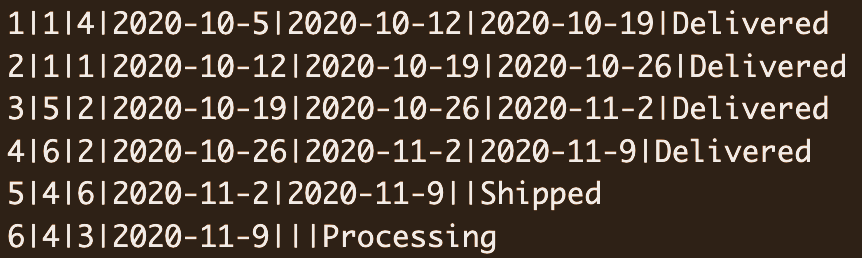 1|1|4|2020-10-5|2020-10-12|2020-10-19|Delivered
2|1|1|2020-10-12|2020-10-19|2020-10-26|Delivered
3|5|2|2020-10-19|2020-10-26|2020-11-2|Delivered
4|6|2|2020-10-26|2020-11-2|2020-11-9|Delivered
5|4|6|2020-11-2|2020-11-9||Shipped
6|4|3|2020-11-9|||Processing